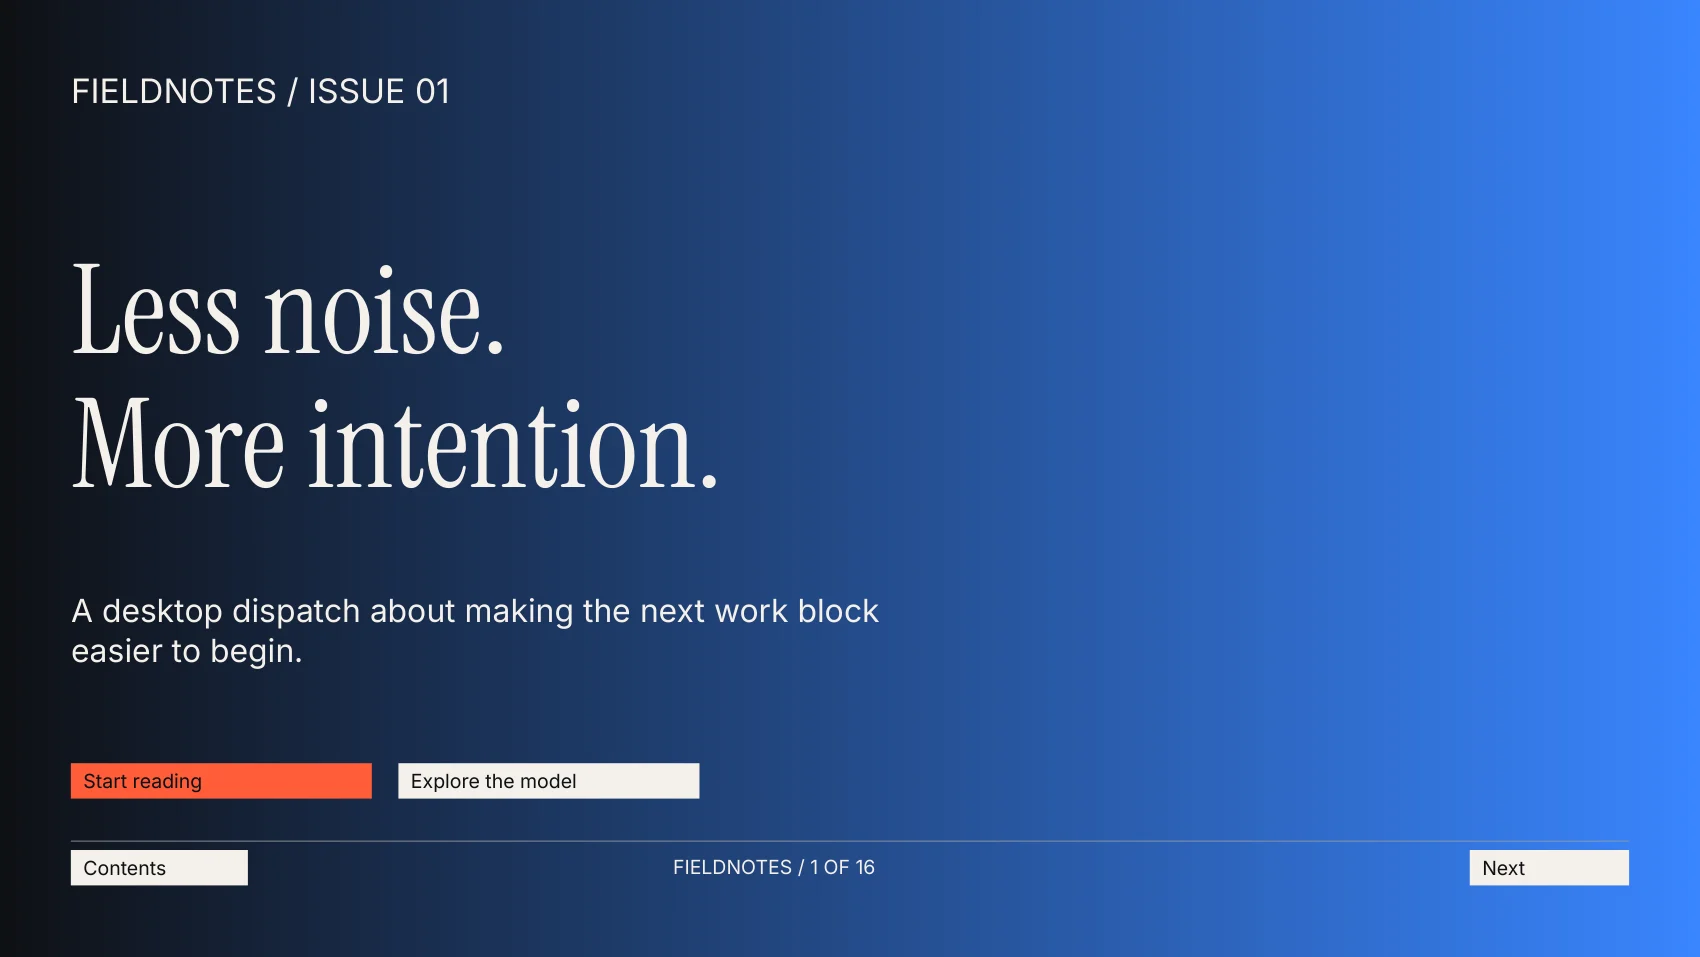 FIELDNOTES / ISSUE 01
Less noise.
More intention.
A desktop dispatch about making the next work block
easier to begin.
Start reading
Explore the model
Contents
FIELDNOTES / 1 OF 16
Next